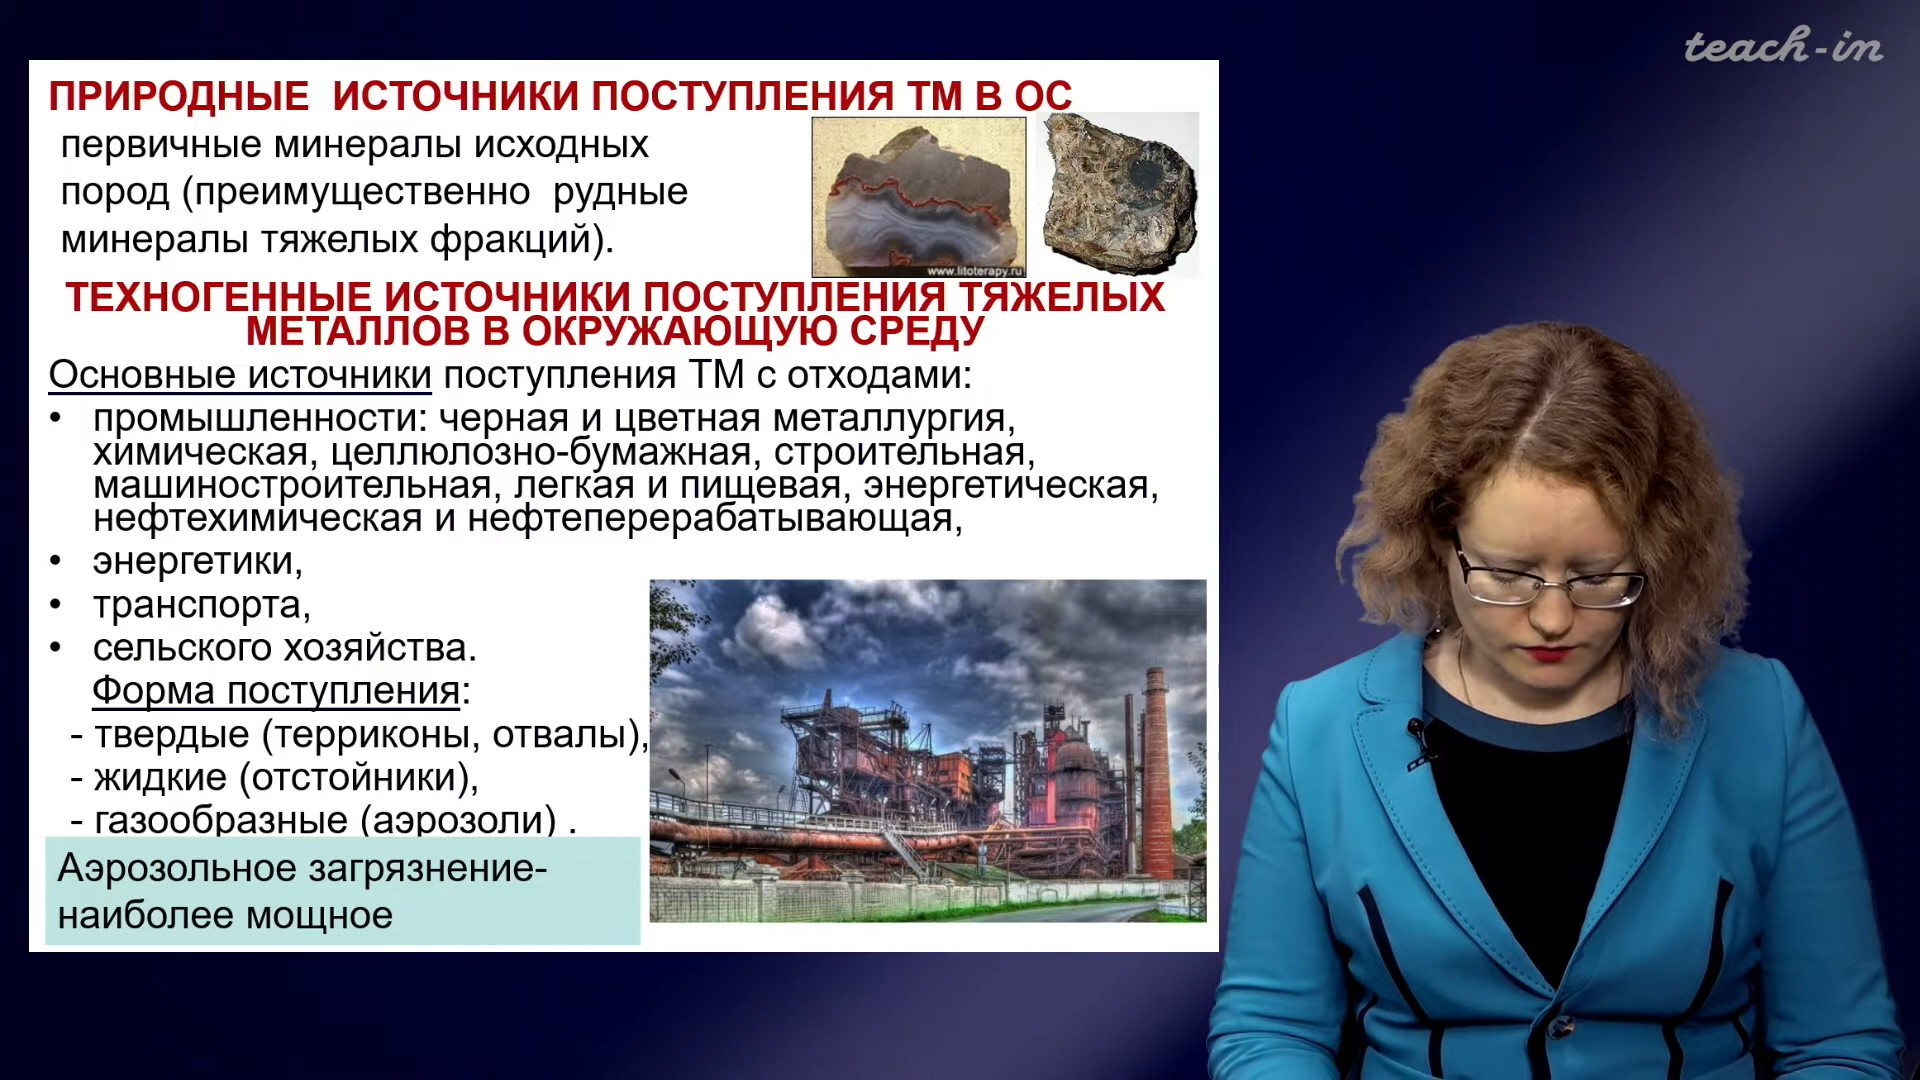 teach-in
ПРИРОДНЫЕ ИСТОЧНИКИ ПОСТУПЛЕНИЯ ТМ В ОС
первичные минералы исходных
пород (преимущественно рудные
минералы тяжелых фракций).
www.litoterapy.ru
ТЕХНОГЕННЫЕ ИСТОЧНИКИ ПОСТУПЛЕНИЯ ТЯЖЕЛЫХ
МЕТАЛЛОВ В ОКРУЖАЮЩУЮ СРЕДУ
Основные источники поступления ТМ с отходами:
• промышленности: черная и цветная металлургия,
химическая, целлюлозно-бумажная, строительная,
машиностроительная, легкая и пищевая, энергетическая,
нефтехимическая и нефтеперерабатывающая,
• энергетики,
• транспорта,
• сельского хозяйства.
Форма поступления:
- твердые (терриконы, отвалы),
- жидкие (отстойники),
- газообразные (аэрозоли) .
Аэрозольное загрязнение-
наиболее мощное